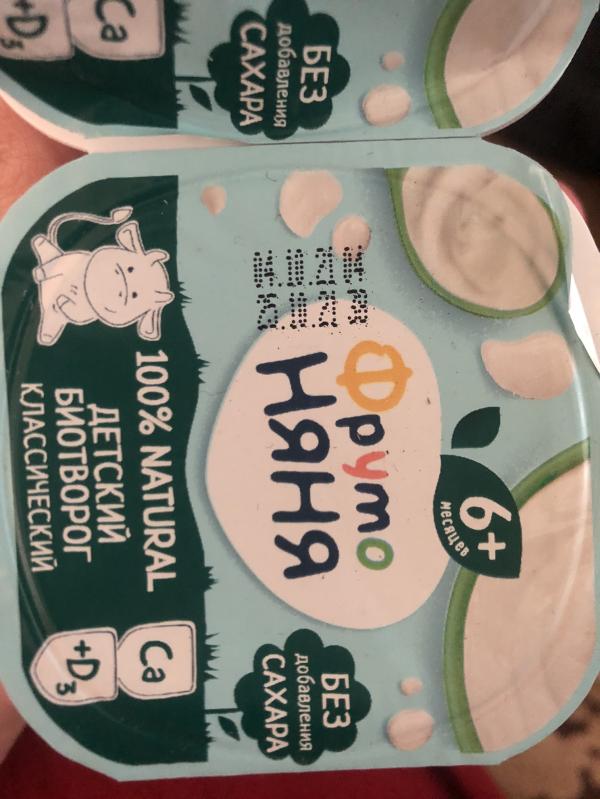 Ca
+D3
БЕЗ
добавления
САХАРА
6+
месяцев
Фруто
НЯНЯ
100% NATURAL
ДЕТСКИЙ
БИОТВОРОГ
КЛАССИЧЕСКИЙ
БЕЗ
добавления
САХАРА
Ca
+D3